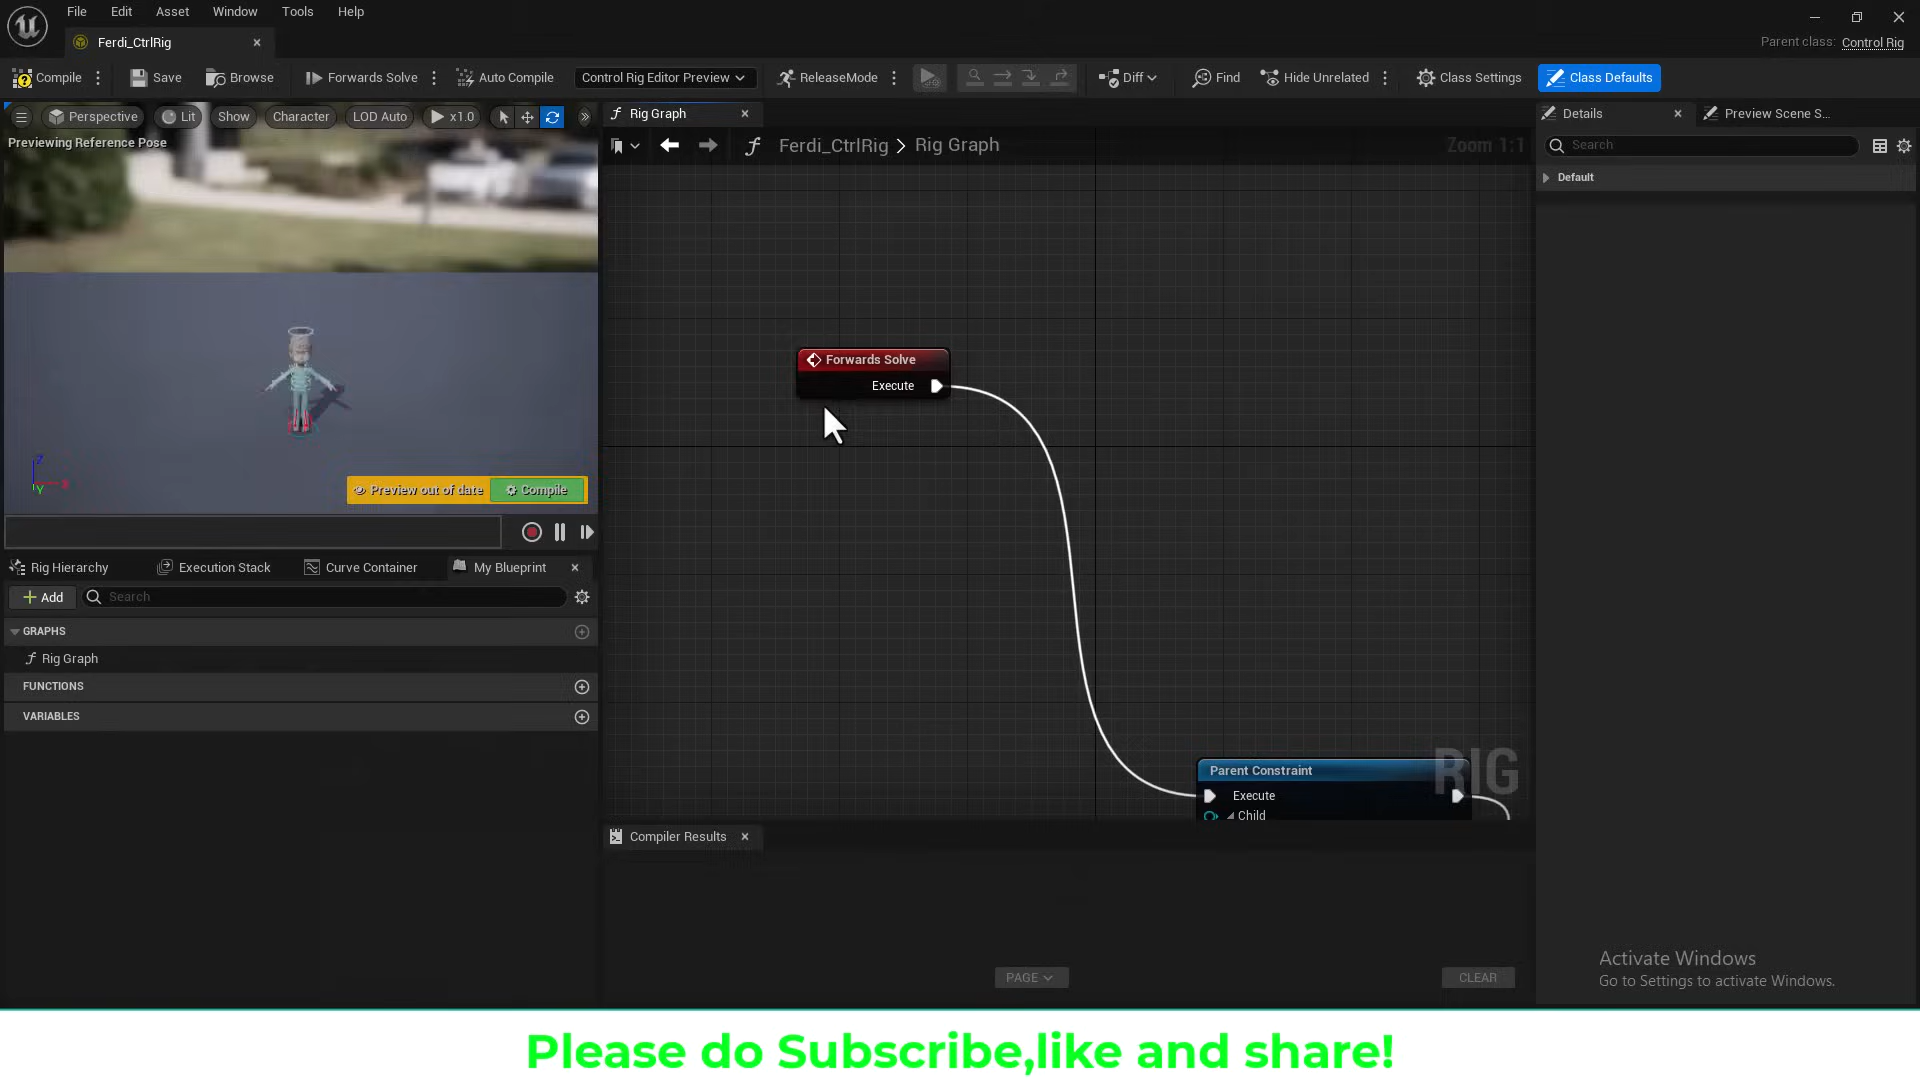 File Edit Asset Window Tools Help
Ferdi_CtrlRig
Parent class: Control Rig
Compile Save Browse Forwards Solve Auto Compile Control Rig Editor Preview ReleaseMode Diff Find Hide Unrelated Class Settings Class Defaults
Perspective Lit Show Character LOD Auto x1.0
Previewing Reference Pose
Z
X
Y
Preview out of date Compile
Rig Hierarchy Execution Stack Curve Container My Blueprint
Add Search
GRAPHS
Rig Graph
FUNCTIONS
VARIABLES
Rig Graph
Ferdi_CtrlRig > Rig Graph
Zoom 1:1
Forwards Solve
Execute
Parent Constraint
Execute
Child
RIG
Compiler Results
PAGE
CLEAR
Details Preview Scene S...
Search
Default
Activate Windows
Go to Settings to activate Windows.
Please do Subscribe,like and share!